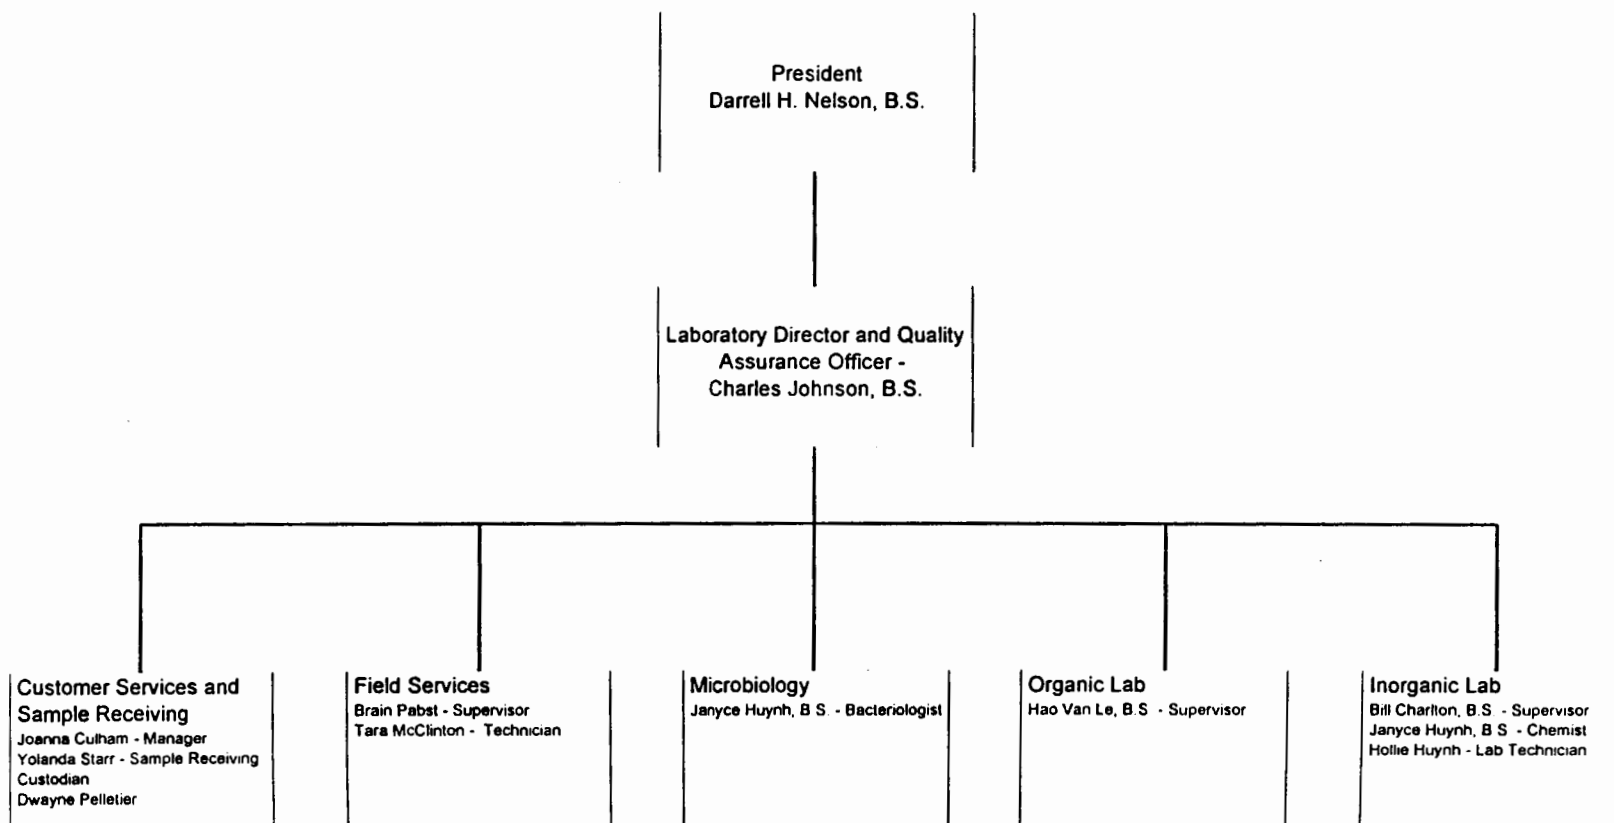 President
Darrell H. Nelson, B.S.
Laboratory Director and Quality
Assurance Officer -
Charles Johnson, B.S.
Customer Services and
Sample Receiving
Joanna Culham - Manager
Yolanda Starr - Sample Receiving
Custodian
Dwayne Pelletier
Field Services
Brain Pabst - Supervisor
Tara McClinton - Technician
Microbiology
Janyce Huynh, B S. - Bacteriologist
Organic Lab
Hao Van Le, B.S - Supervisor
Inorganic Lab
Bill Charlton, B.S. - Supervisor
Janyce Huynh, B S - Chemist
Hollie Huynh - Lab Technician